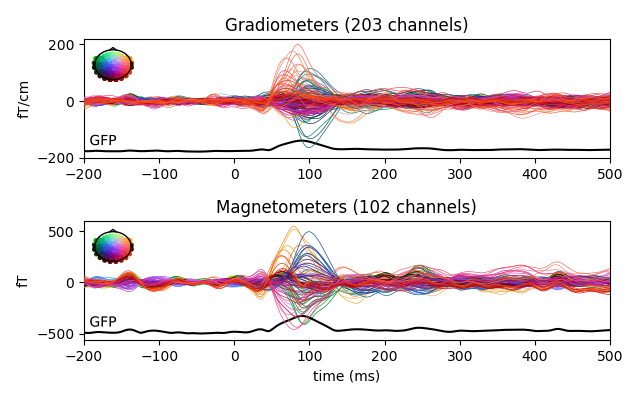 Gradiometers (203 channels)
200
0
−200
fT/cm
GFP
−200 −100 0 100 200 300 400 500
Magnetometers (102 channels)
500
0
−500
fT
GFP
−200 −100 0 100 200 300 400 500
time (ms)